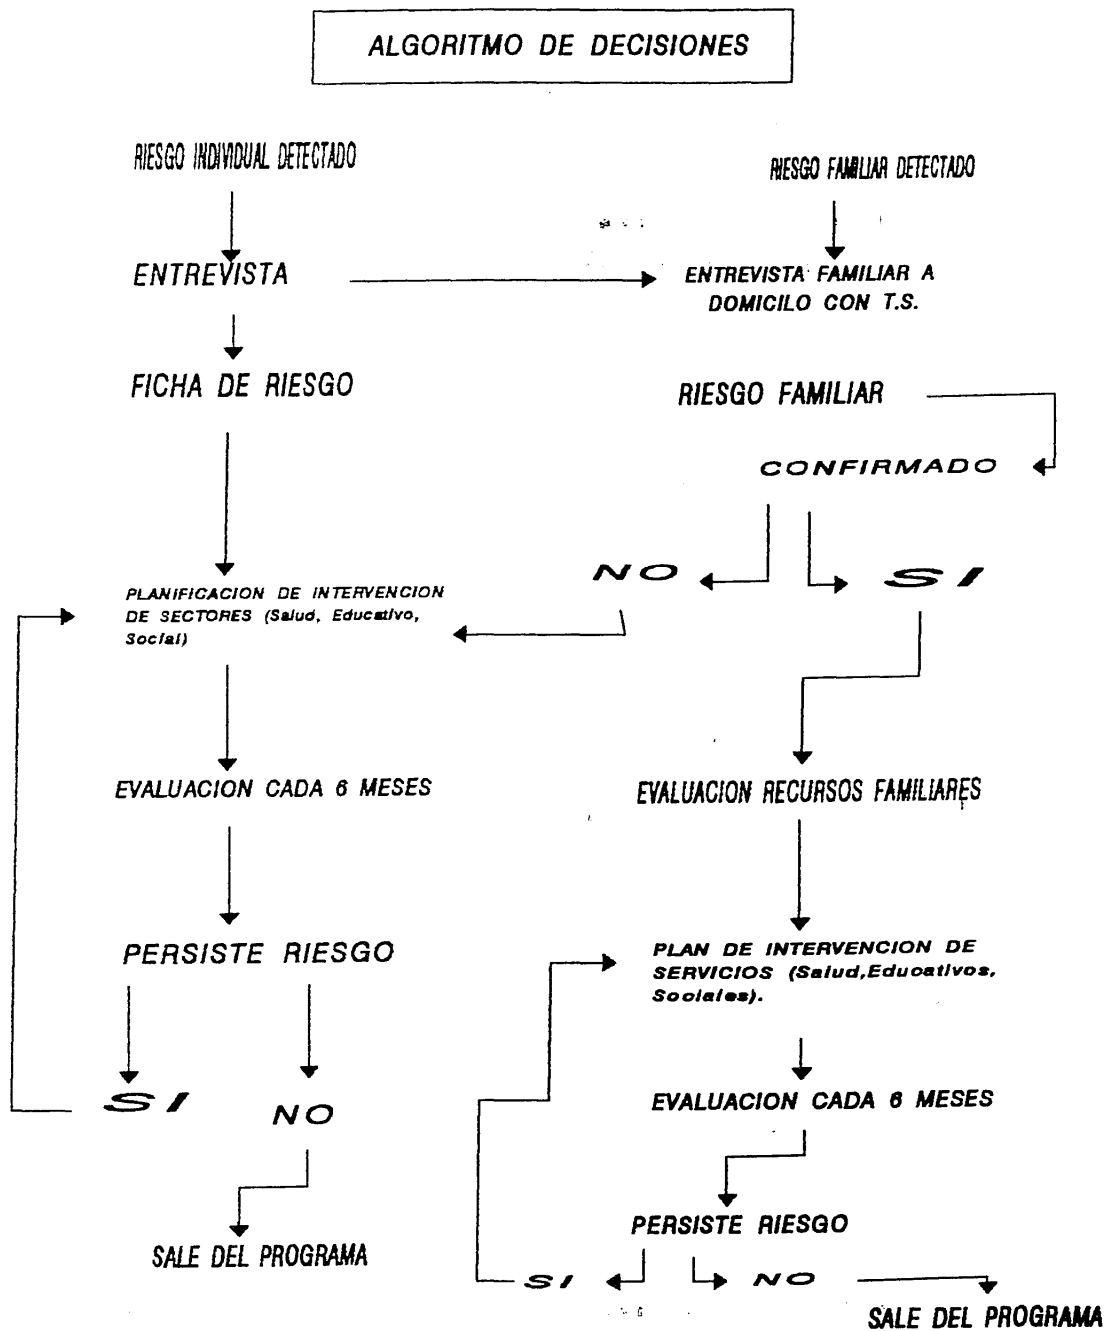 ALGORITMO DE DECISIONES
RIESGO INDIVIDUAL DETECTADO
RIESGO FAMILIAR DETECTADO
ENTREVISTA
ENTREVISTA FAMILIAR A
DOMICILO CON T.S.
FICHA DE RIESGO
RIESGO FAMILIAR
CONFIRMADO
NO
SI
PLANIFICACION DE INTERVENCION
DE SECTORES (Salud, Educativo,
Social)
EVALUACION CADA 6 MESES
EVALUACION RECURSOS FAMILIARES
PERSISTE RIESGO
PLAN DE INTERVENCION DE
SERVICIOS (Salud,Educativos,
Sociales).
SI
NO
EVALUACION CADA 6 MESES
PERSISTE RIESGO
SALE DEL PROGRAMA
SI
NO
SALE DEL PROGRAMA